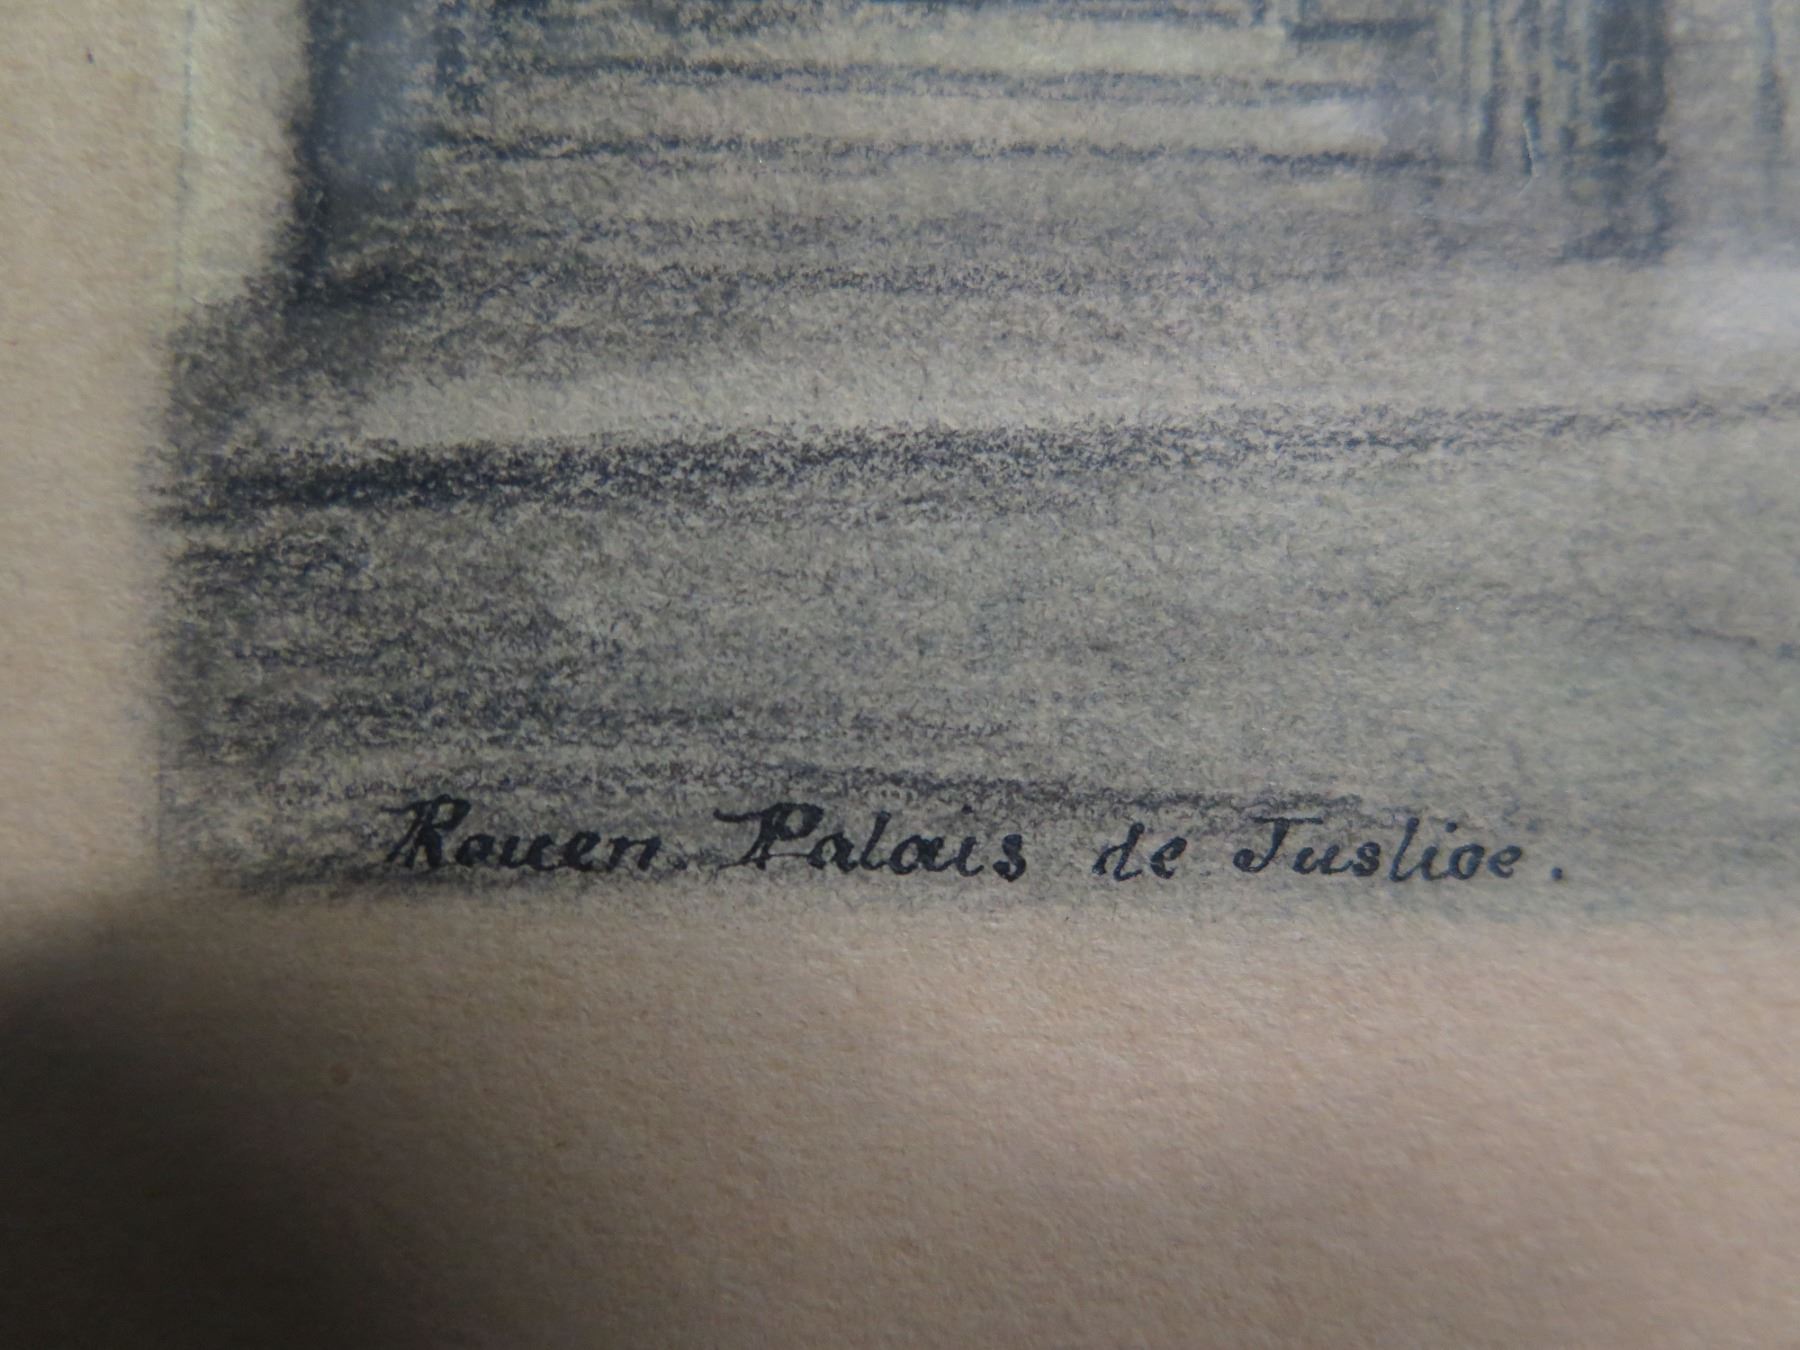 Rouen. Palais de Justice.